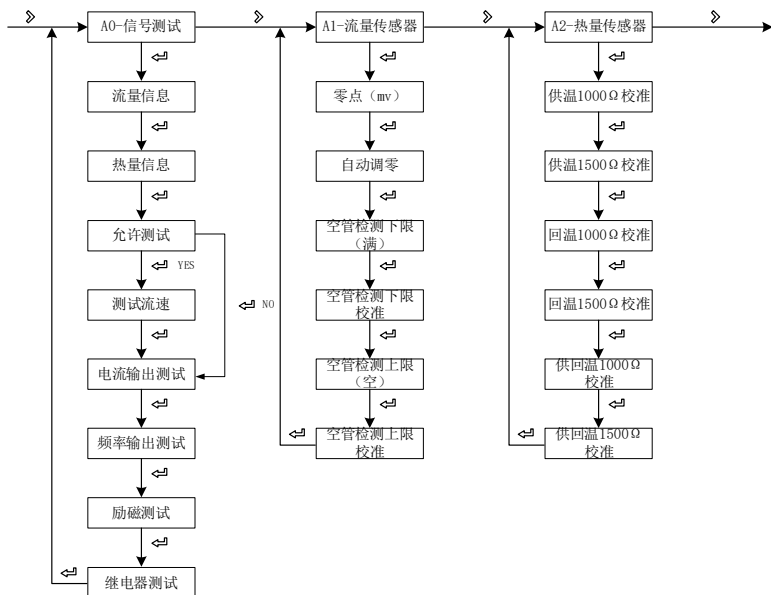 A0-信号测试
流量信息
热量信息
允许测试
YES
NO
测试流速
电流输出测试
频率输出测试
励磁测试
继电器测试
A1-流量传感器
零点（mv）
自动调零
空管检测下限
（满）
空管检测下限
校准
空管检测上限
（空）
空管检测上限
校准
A2-热量传感器
供温1000Ω校准
供温1500Ω校准
回温1000Ω校准
回温1500Ω校准
供回温1000Ω
校准
供回温1500Ω
校准